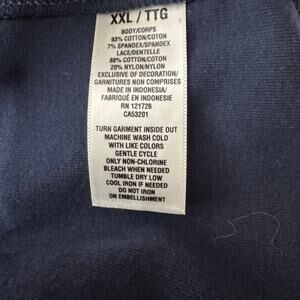 XXL / TTG
BODY/CORPS
93% COTTON/COTON
7% SPANDEX/SPANDEX
LACE/DENTELLE
80% COTTON/COTON
20% NYLON/NYLON
EXCLUSIVE OF DECORATION/
GARNITURES NON COMPRISES
MADE IN INDONESIA/
FABRIQUÉ EN INDONESIA
RN 121726
CA53201
TURN GARMENT INSIDE OUT
MACHINE WASH COLD
WITH LIKE COLORS
GENTLE CYCLE
ONLY NON-CHLORINE
BLEACH WHEN NEEDED
TUMBLE DRY LOW
COOL IRON IF NEEDED
DO NOT IRON
ON EMBELLISHMENT